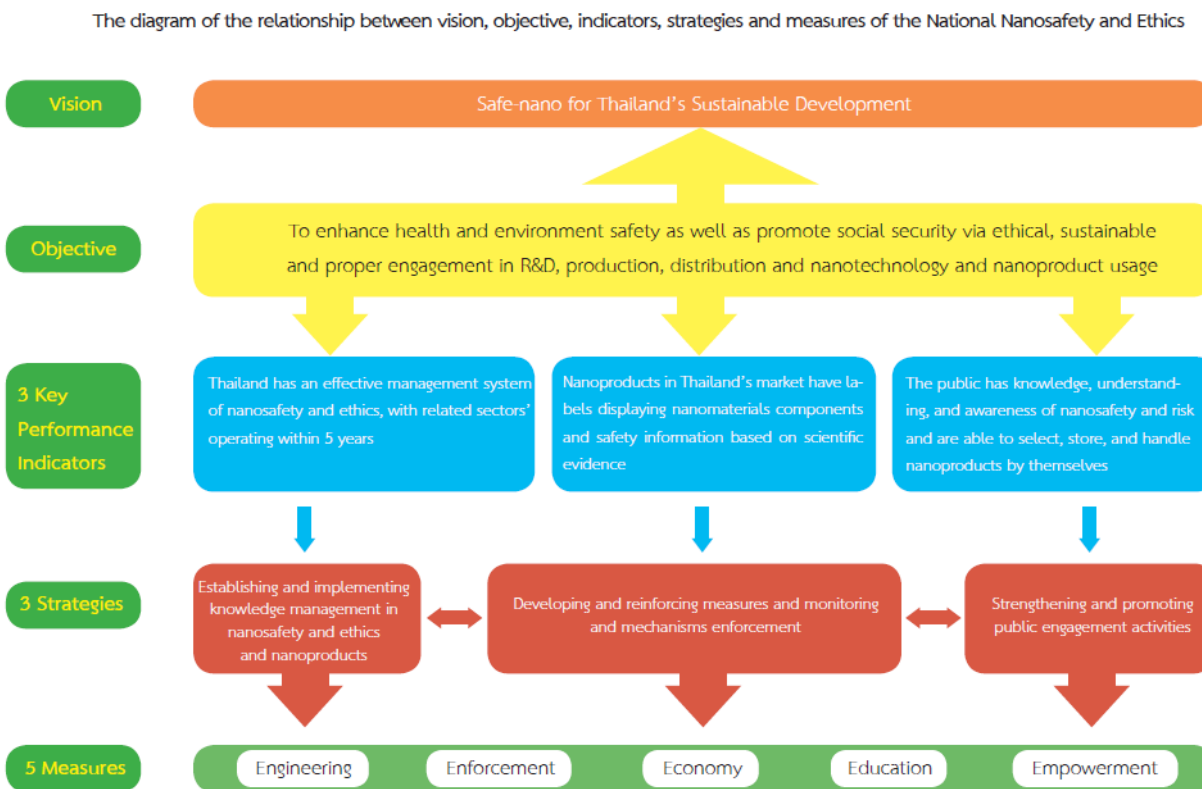 The diagram of the relationship between vision, objective, indicators, strategies and measures of the National Nanosafety and Ethics
Vision
Safe-nano for Thailand's Sustainable Development
Objective
To enhance health and environment safety as well as promote social security via ethical, sustainable
and proper engagement in R&D, production, distribution and nanotechnology and nanoproduct usage
3 Key
Performance
Indicators
Thailand has an effective management system
of nanosafety and ethics, with related sectors'
operating within 5 years
Nanoproducts in Thailand's market have la-
bels displaying nanomaterials components
and safety information based on scientific
evidence
The public has knowledge, understand-
ing, and awareness of nanosafety and risk
and are able to select, store, and handle
nanoproducts by themselves
3 Strategies
Establishing and implementing
knowledge management in
nanosafety and ethics
and nanoproducts
Developing and reinforcing measures and monitoring
and mechanisms enforcement
Strengthening and promoting
public engagement activities
5 Measures
Engineering
Enforcement
Economy
Education
Empowerment